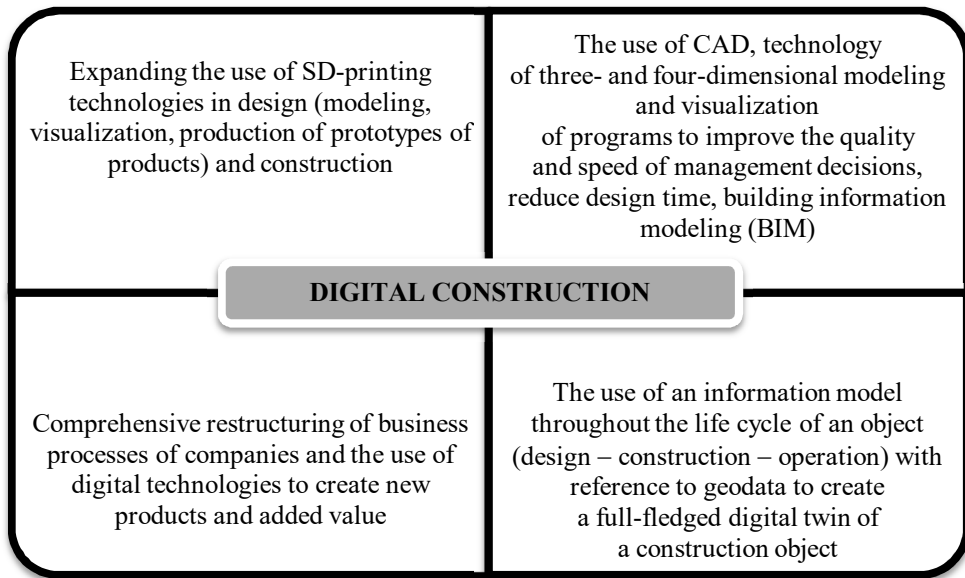 Expanding the use of SD-printing
technologies in design (modeling,
visualization, production of prototypes of
products) and construction
The use of CAD, technology
of three- and four-dimensional modeling
and visualization
of programs to improve the quality
and speed of management decisions,
reduce design time, building information
modeling (BIM)
DIGITAL CONSTRUCTION
Comprehensive restructuring of business
processes of companies and the use of
digital technologies to create new
products and added value
The use of an information model
throughout the life cycle of an object
(design – construction – operation) with
reference to geodata to create
a full-fledged digital twin of
a construction object